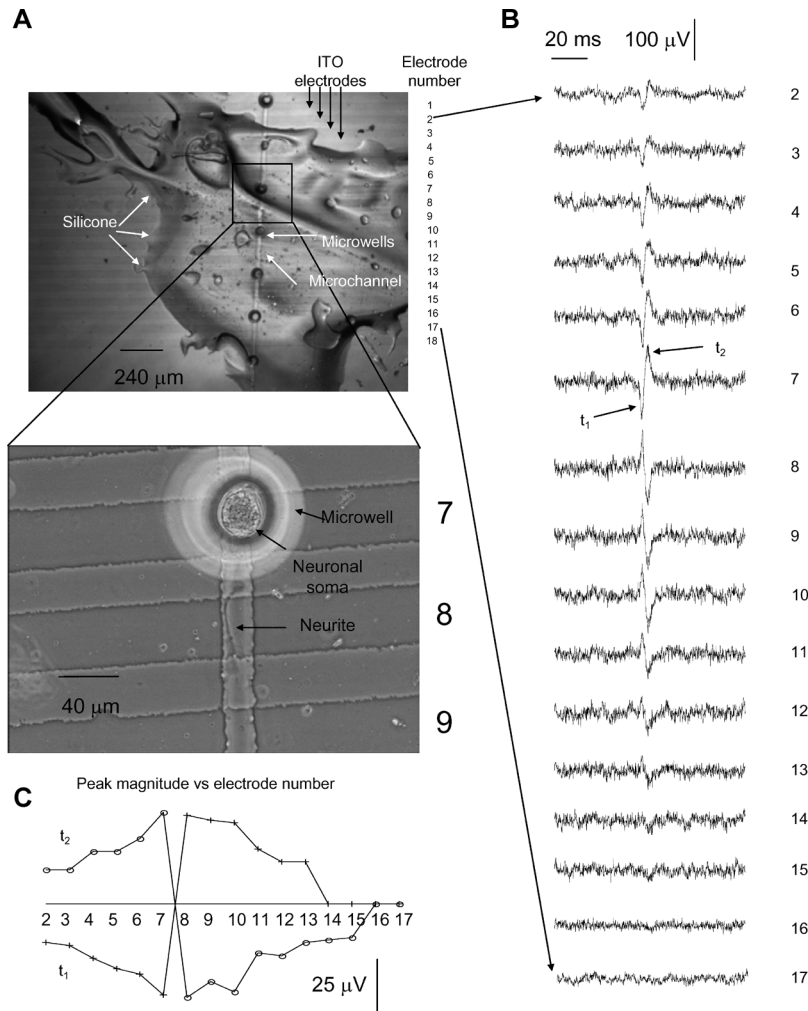 A
B
ITO
electrodes
Electrode
number
20 ms
100 μV
1
2
3
4
5
6
7
8
9
10
11
12
13
14
15
16
17
18
Silicone
Microwells
Microchannel
240 μm
Microwell
Neuronal
soma
Neurite
40 μm
7
8
9
2
3
4
5
6
7
t2
t1
8
9
10
11
12
13
14
15
16
17
C
Peak magnitude vs electrode number
t2
2 3 4 5 6 7 8 9 10 11 12 13 14 15 16 17
t1
25 μV